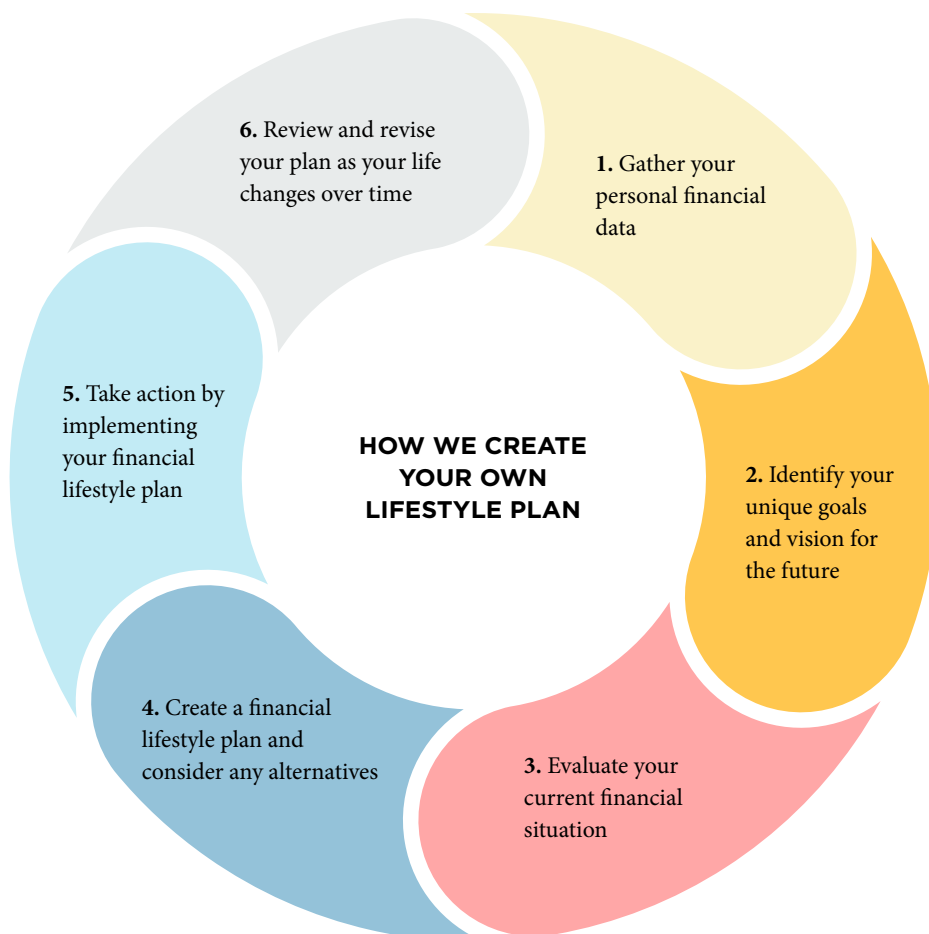 HOW WE CREATE
YOUR OWN
LIFESTYLE PLAN
1. Gather your
personal financial
data
2. Identify your
unique goals
and vision for
the future
3. Evaluate your
current financial
situation
4. Create a financial
lifestyle plan and
consider any alternatives
5. Take action by
implementing
your financial
lifestyle plan
6. Review and revise
your plan as your life
changes over time